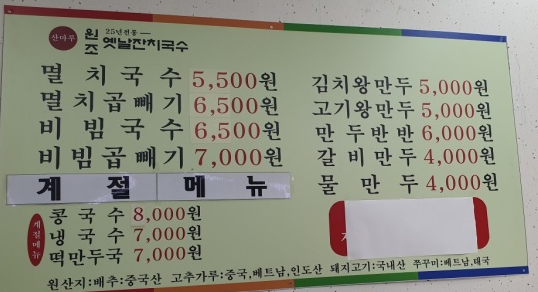 산마루 원조 25년전통 옛날잔치국수
멸치국수 5,500원
멸치곱빼기 6,500원
비빔국수 6,500원
비빔곱빼기 7,000원
계절 메뉴
계절메뉴
콩국수 8,000원
냉국수 7,000원
떡만두국 7,000원
김치왕만두 5,000원
고기왕만두 5,000원
만두반반 6,000원
갈비만두 4,000원
물만두 4,000원
원산지:배추:중국산 고추가루:중국,베트남,인도산 돼지고기:국내산 쭈꾸미:베트남,태국